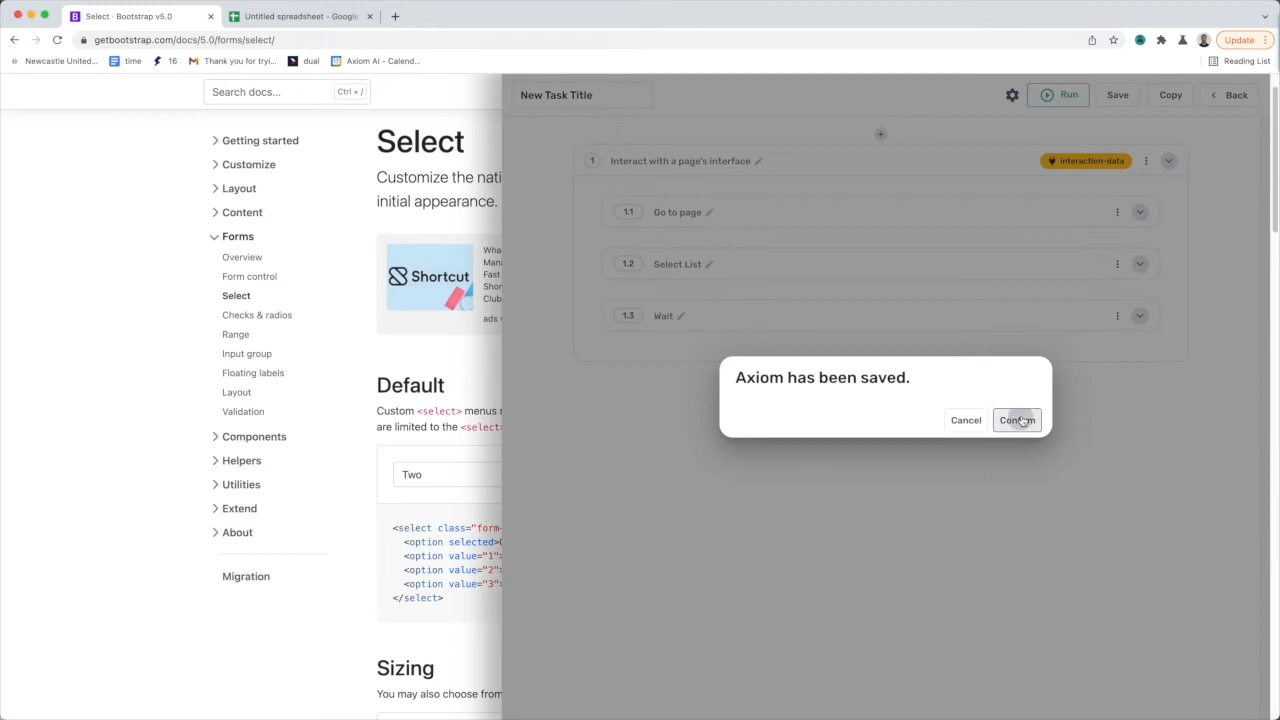 Select · Bootstrap v5.0
Untitled spreadsheet - Google
getbootstrap.com/docs/5.0/forms/select/
Update
Newcastle United...
time
16
Thank you for tryi...
dual
Axiom AI - Calend...
Reading List
Search docs...
Ctrl + /
Getting started
Customize
Layout
Content
Forms
Overview
Form control
Select
Checks & radios
Range
Input group
Floating labels
Layout
Validation
Components
Helpers
Utilities
Extend
About
Migration
Select
Customize the nati
initial appearance.
Shortcut
Wha
Mana
Fast
Shor
Club
ads v
Default
Custom <select> menus
are limited to the <select>
Two
<select class="form-
<option selected>
<option value="1">
<option value="2">
<option value="3">
</select>
Sizing
You may also choose from
New Task Title
Run
Save
Copy
Back
1
Interact with a page's interface
interaction-data
1.1
Go to page
1.2
Select List
1.3
Wait
Axiom has been saved.
Cancel